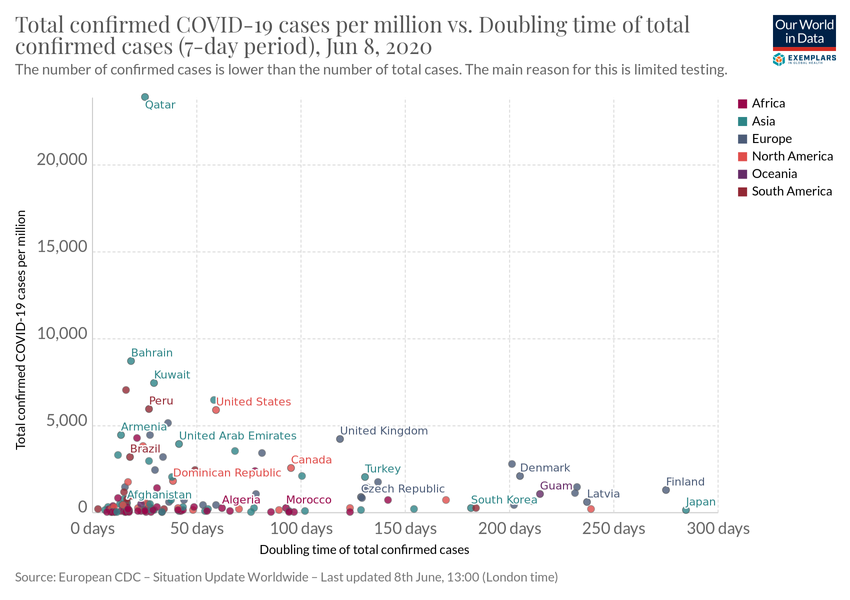 Total confirmed COVID-19 cases per million vs. Doubling time of total
confirmed cases (7-day period), Jun 8, 2020
The number of confirmed cases is lower than the number of total cases. The main reason for this is limited testing.
Our World
in Data
EXEMPLARS
IN GLOBAL HEALTH
Africa
Asia
Europe
North America
Oceania
South America
Total confirmed COVID-19 cases per million
20,000
15,000
10,000
5,000
0
Qatar
Bahrain
Kuwait
Peru
United States
Armenia
United Arab Emirates
United Kingdom
Brazil
Canada
Dominican Republic
Turkey
Denmark
Czech Republic
Guam
Finland
Afghanistan
Algeria
Morocco
South Korea
Latvia
Japan
0 days
50 days
100 days
150 days
200 days
250 days
300 days
Doubling time of total confirmed cases
Source: European CDC – Situation Update Worldwide – Last updated 8th June, 13:00 (London time)